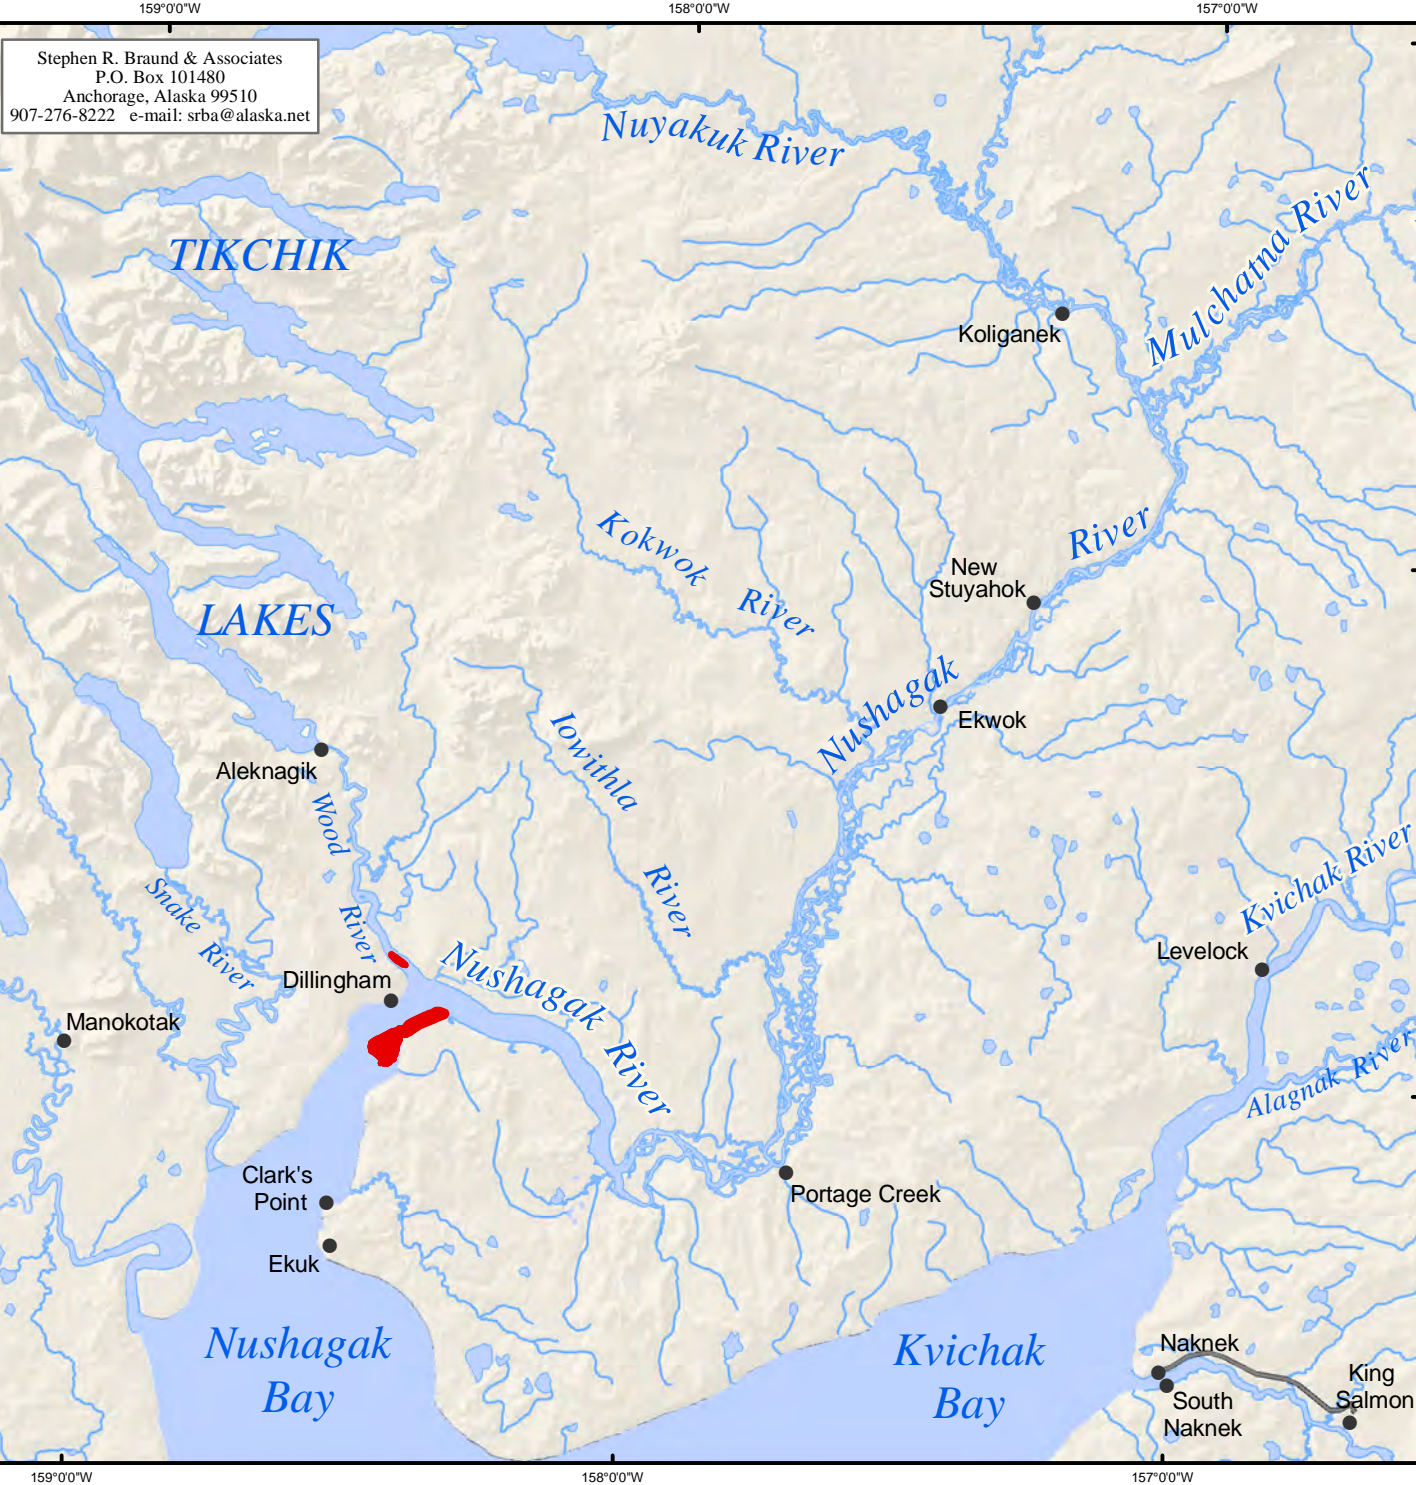 159°0'0"W
158°0'0"W
157°0'0"W
Stephen R. Braund & Associates
P.O. Box 101480
Anchorage, Alaska 99510
907-276-8222 e-mail: srba@alaska.net
Nuyakuk River
Mulchatna River
TIKCHIK
Koliganek
Kokwok River
River
New
Stuyahok
LAKES
Nushagak
Ekwok
Iowithla
River
Aleknagik
Wood
River
Snake River
Kvichak River
Levelock
Dillingham
Nushagak
River
Manokotak
Alagnak River
Clark's
Point
Portage Creek
Ekuk
Nushagak
Bay
Kvichak
Bay
Naknek
South
Naknek
King
Salmon
159°0'0"W
158°0'0"W
157°0'0"W